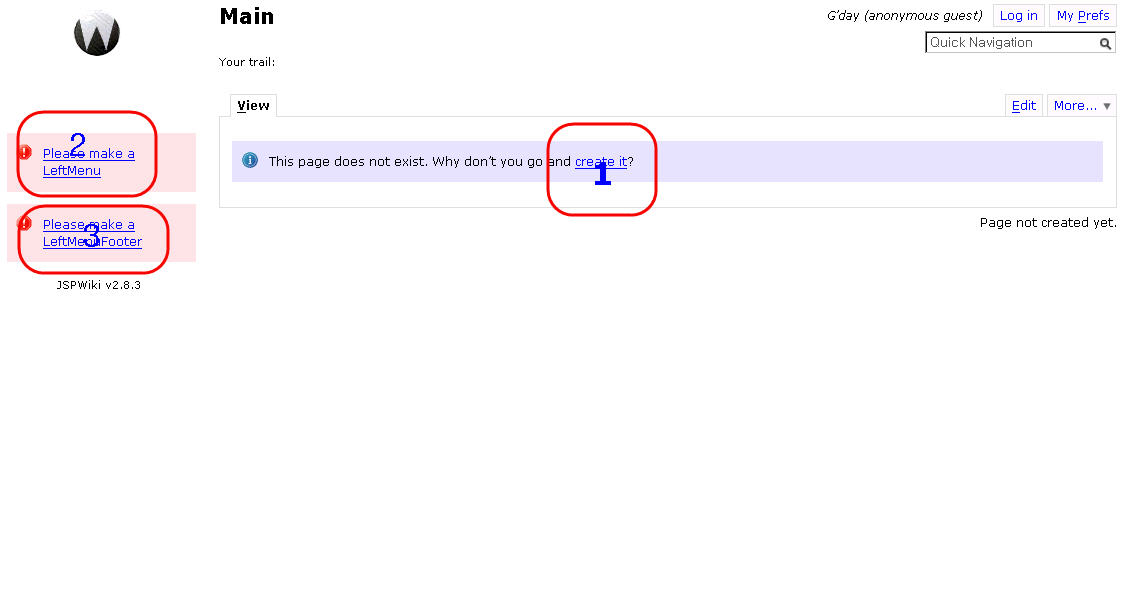 Main
G'day (anonymous guest) Log in My Prefs
Quick Navigation
Your trail:
View Edit More... ▼
This page does not exist. Why don't you go and create it?
1
Page not created yet.
2
Please make a
LeftMenu
3
Please make a
LeftMenuFooter
JSPWiki v2.8.3